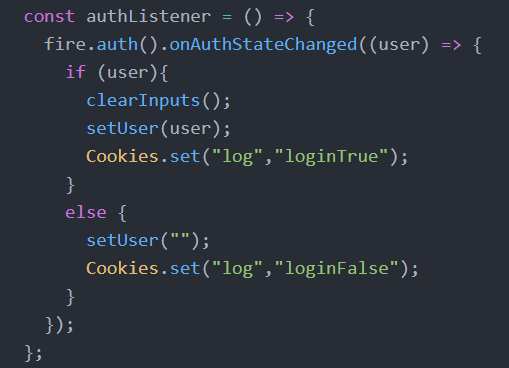 const authListener = () => {
fire.auth().onAuthStateChanged((user) => {
if (user){
clearInputs();
setUser(user);
Cookies.set("log","loginTrue");
}
else {
setUser("");
Cookies.set("log","loginFalse");
}
});
};